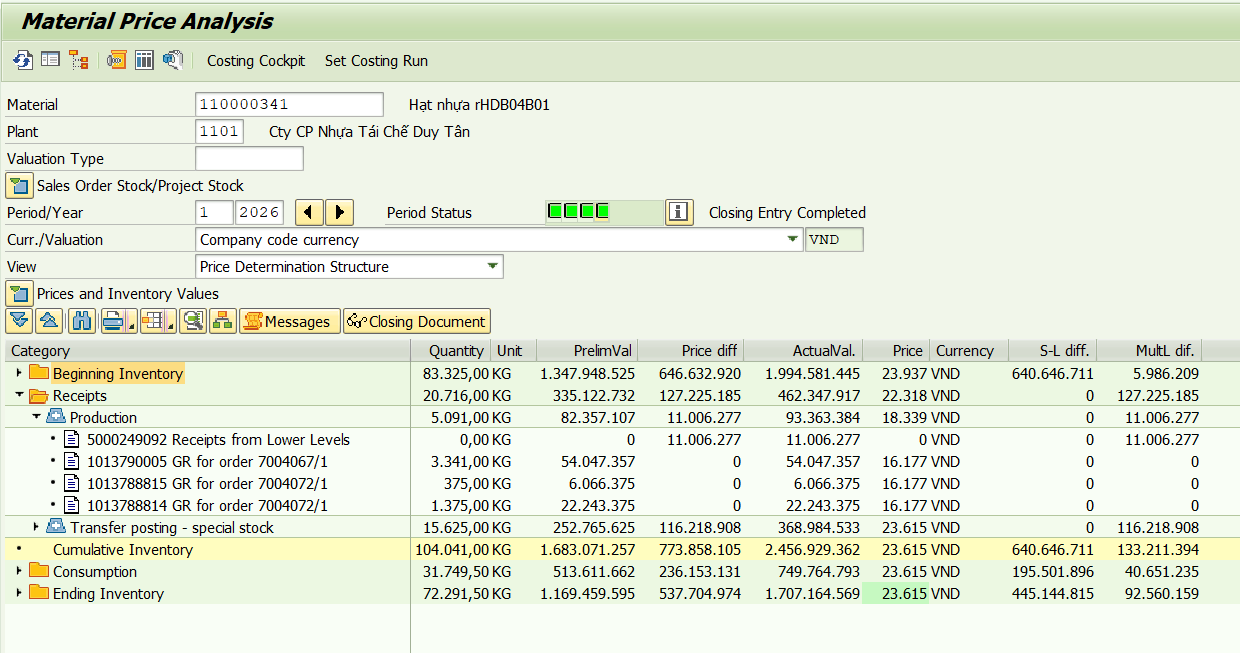 Material Price Analysis
Costing Cockpit Set Costing Run
Material 110000341 Hạt nhựa rHDB04B01
Plant 1101 Cty CP Nhựa Tái Chế Duy Tân
Valuation Type
Sales Order Stock/Project Stock
Period/Year 1 2026 Period Status Closing Entry Completed
Curr./Valuation Company code currency VND
View Price Determination Structure
Prices and Inventory Values
Messages Closing Document
Category Quantity Unit PrelimVal Price diff ActualVal. Price Currency S-L diff. MultL dif.
Beginning Inventory 83.325,00 KG 1.347.948.525 646.632.920 1.994.581.445 23.937 VND 640.646.711 5.986.209
Receipts 20.716,00 KG 335.122.732 127.225.185 462.347.917 22.318 VND 0 127.225.185
Production 5.091,00 KG 82.357.107 11.006.277 93.363.384 18.339 VND 0 11.006.277
5000249092 Receipts from Lower Levels 0,00 KG 0 11.006.277 11.006.277 0 VND 0 11.006.277
1013790005 GR for order 7004067/1 3.341,00 KG 54.047.357 0 54.047.357 16.177 VND 0 0
1013788815 GR for order 7004072/1 375,00 KG 6.066.375 0 6.066.375 16.177 VND 0 0
1013788814 GR for order 7004072/1 1.375,00 KG 22.243.375 0 22.243.375 16.177 VND 0 0
Transfer posting - special stock 15.625,00 KG 252.765.625 116.218.908 368.984.533 23.615 VND 0 116.218.908
Cumulative Inventory 104.041,00 KG 1.683.071.257 773.858.105 2.456.929.362 23.615 VND 640.646.711 133.211.394
Consumption 31.749,50 KG 513.611.662 236.153.131 749.764.793 23.615 VND 195.501.896 40.651.235
Ending Inventory 72.291,50 KG 1.169.459.595 537.704.974 1.707.164.569 23.615 VND 445.144.815 92.560.159